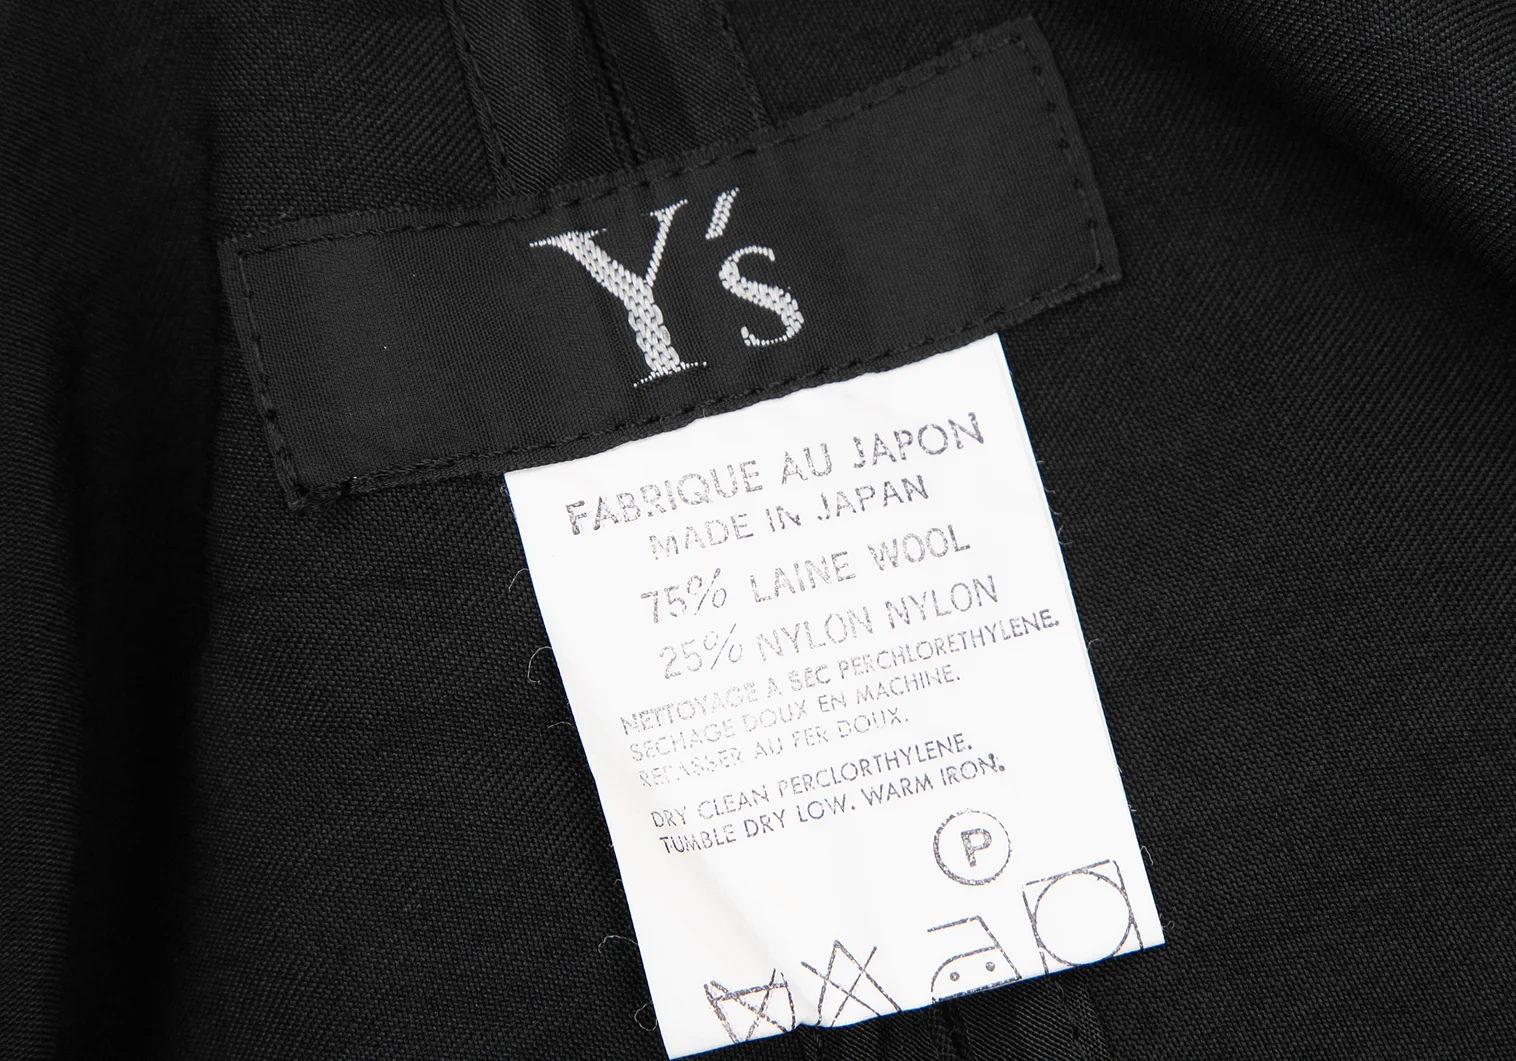 Y's
FABRIQUE AU JAPON
MADE IN JAPAN
75% LAINE WOOL
25% NYLON NYLON
NETTOYAGE A SEC PERCHLORETHYLENE.
SECHAGE DOUX EN MACHINE.
REPASSER AU FER DOUX.
DRY CLEAN PERCLORTHYLENE.
TUMBLE DRY LOW. WARM IRON.
P